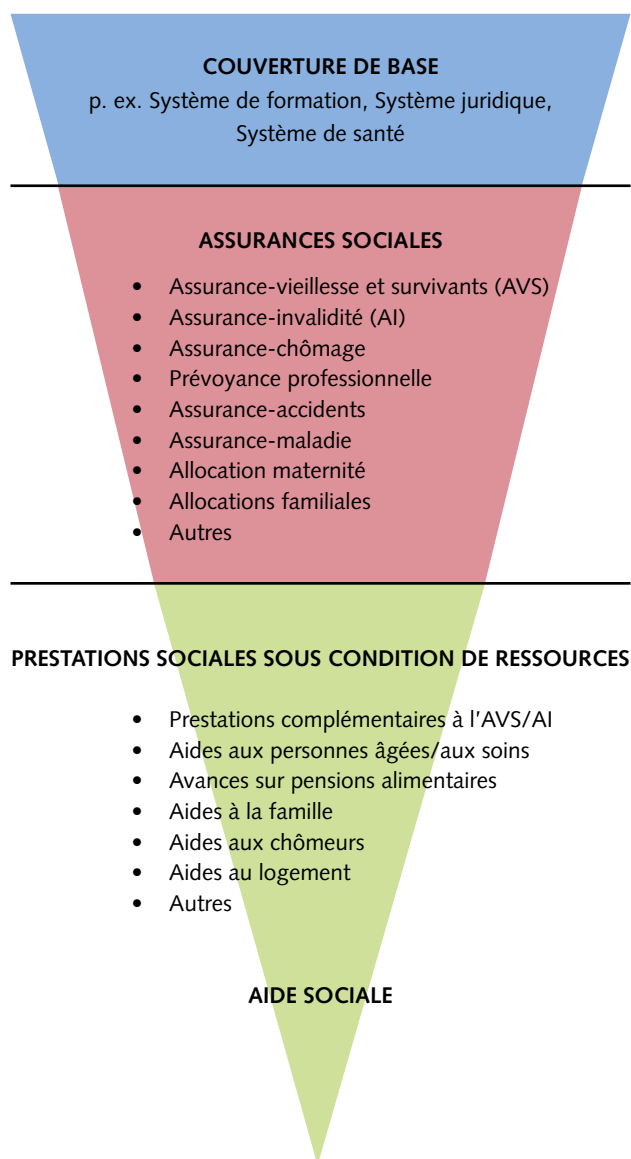 COUVERTURE DE BASE
p. ex. Système de formation, Système juridique,
Système de santé
ASSURANCES SOCIALES
• Assurance-vieillesse et survivants (AVS)
• Assurance-invalidité (AI)
• Assurance-chômage
• Prévoyance professionnelle
• Assurance-accidents
• Assurance-maladie
• Allocation maternité
• Allocations familiales
• Autres
PRESTATIONS SOCIALES SOUS CONDITION DE RESSOURCES
• Prestations complémentaires à l'AVS/AI
• Aides aux personnes âgées/aux soins
• Avances sur pensions alimentaires
• Aides à la famille
• Aides aux chômeurs
• Aides au logement
• Autres
AIDE SOCIALE